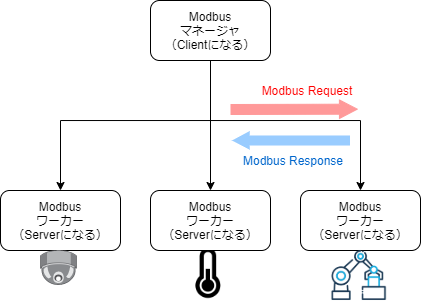 Modbus
マネージャ
（Clientになる）
Modbus Request
Modbus Response
Modbus
ワーカー
（Serverになる）
Modbus
ワーカー
（Serverになる）
Modbus
ワーカー
（Serverになる）